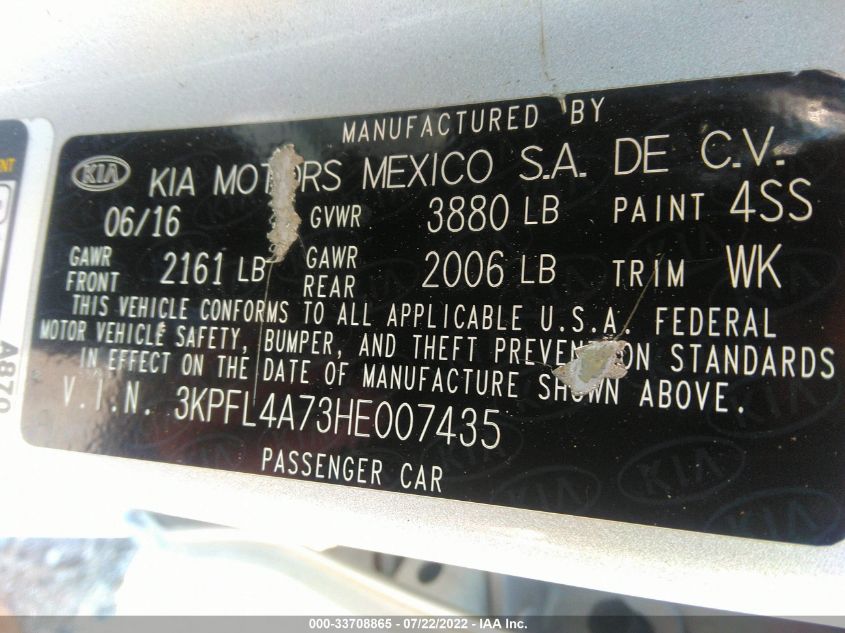 MANUFACTURED BY
KIA KIA MOTORS MEXICO S.A. DE C.V.
06/16 GVWR 3880 LB PAINT 4SS
GAWR FRONT 2161 LB GAWR REAR 2006 LB TRIM WK
THIS VEHICLE CONFORMS TO ALL APPLICABLE U.S.A. FEDERAL
MOTOR VEHICLE SAFETY, BUMPER, AND THEFT PREVENTION STANDARDS
IN EFFECT ON THE DATE OF MANUFACTURE SHOWN ABOVE.
V.I.N. 3KPFL4A73HE007435
PASSENGER CAR
A870
000-33708865 - 07/22/2022 - IAA Inc.